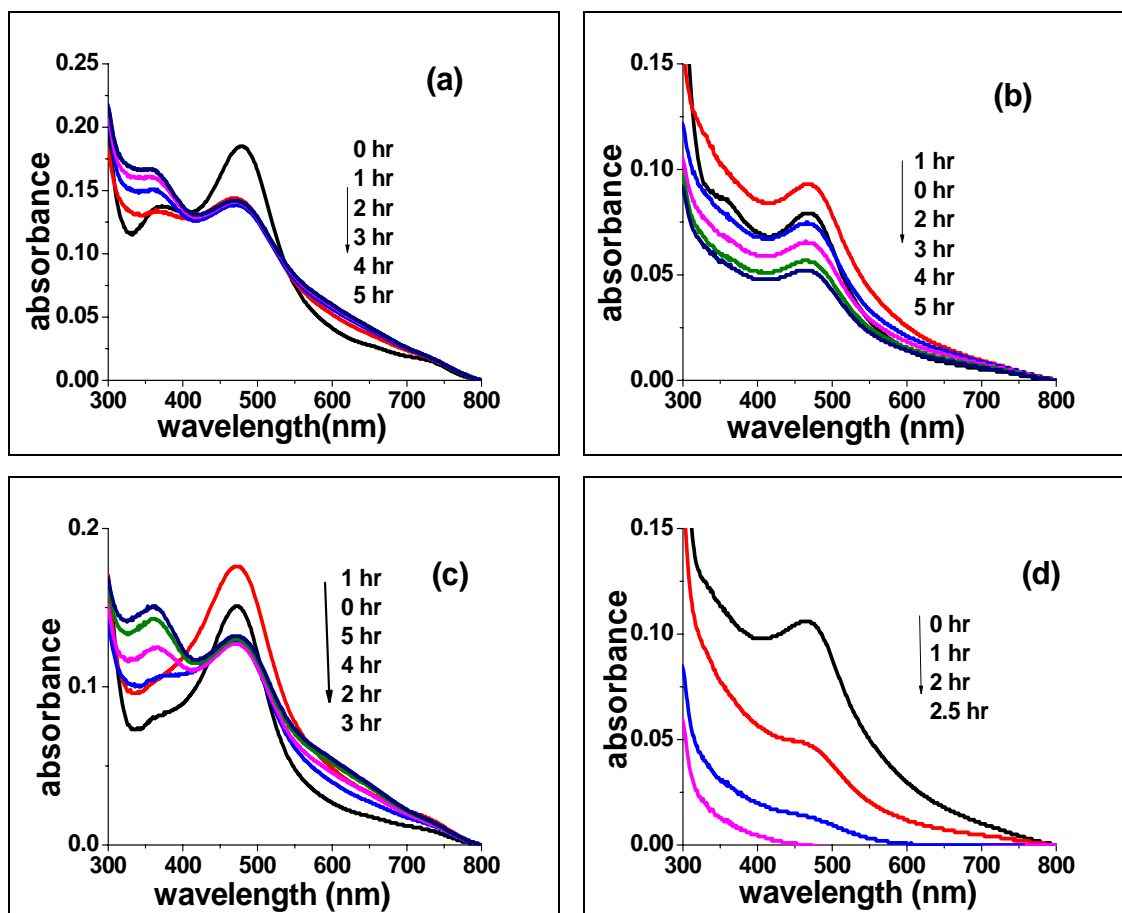 0.25
0.20
0.15
0.10
0.05
0.00
absorbance
(a)
0 hr
1 hr
2 hr
3 hr
4 hr
5 hr
300 400 500 600 700 800
wavelength(nm)
0.15
0.10
0.05
0.00
absorbance
(b)
1 hr
0 hr
2 hr
3 hr
4 hr
5 hr
300 400 500 600 700 800
wavelength (nm)
0.2
0.1
0.0
absorbance
(c)
1 hr
0 hr
5 hr
4 hr
2 hr
3 hr
300 400 500 600 700 800
wavelength (nm)
0.15
0.10
0.05
0.00
absorbance
(d)
0 hr
1 hr
2 hr
2.5 hr
300 400 500 600 700 800
wavelength (nm)